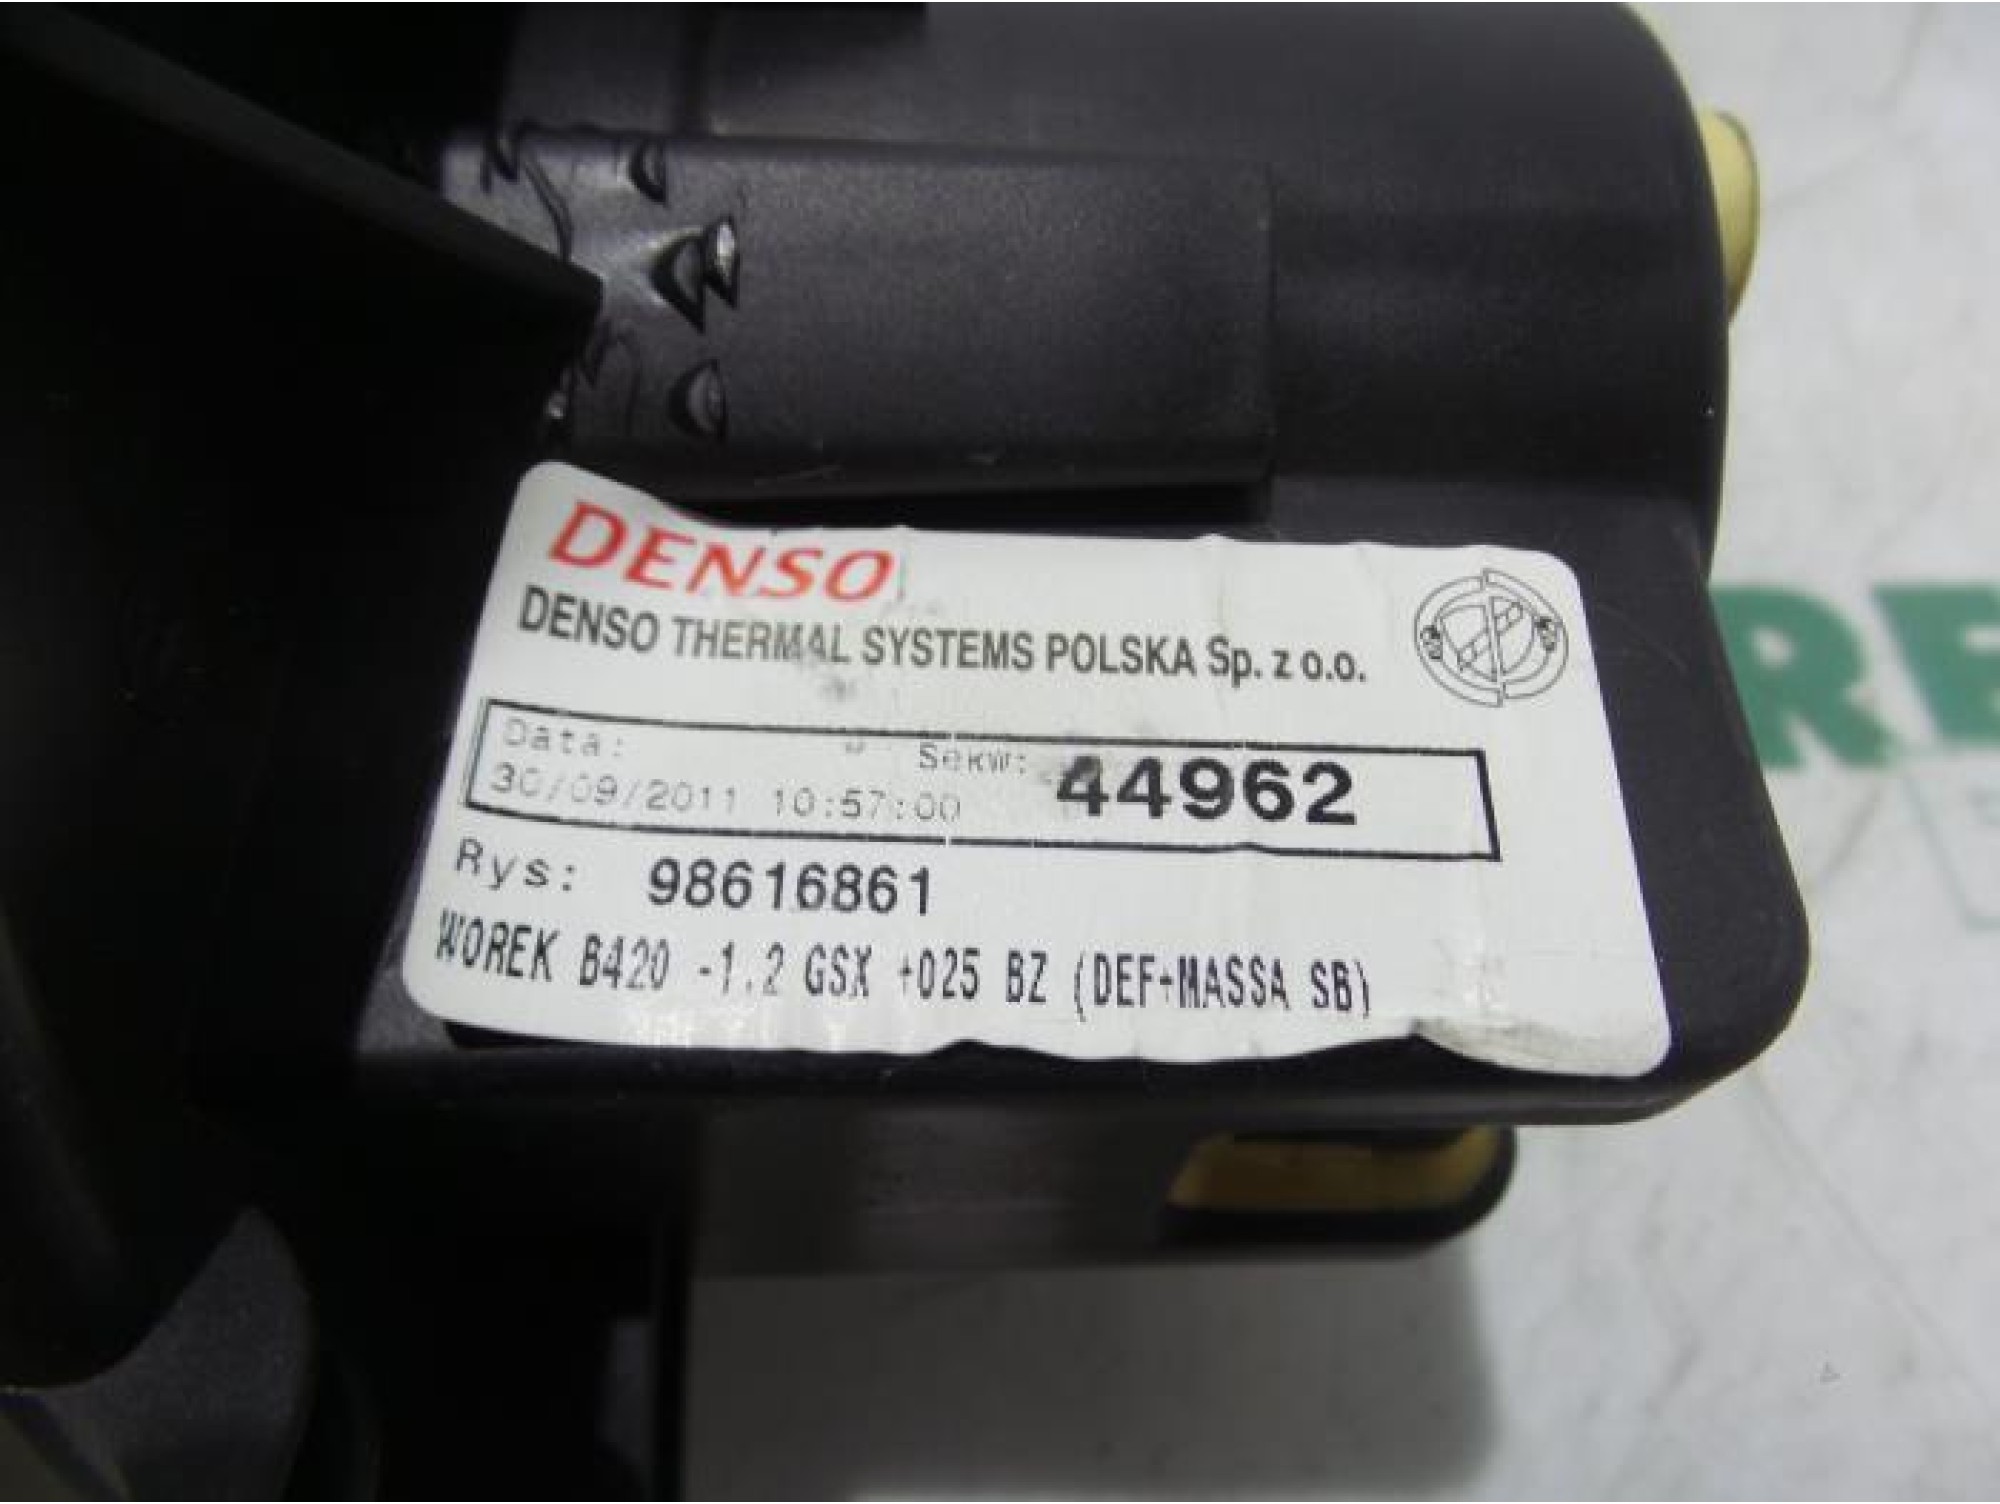 DENSO
DENSO THERMAL SYSTEMS POLSKA Sp. z o.o.
Data: Sekw: 44962
30/09/2011 10:57:00
Rys: 98616861
WOREK B420 -1.2 GSX +025 BZ (DEF+MASSA SB)
RE